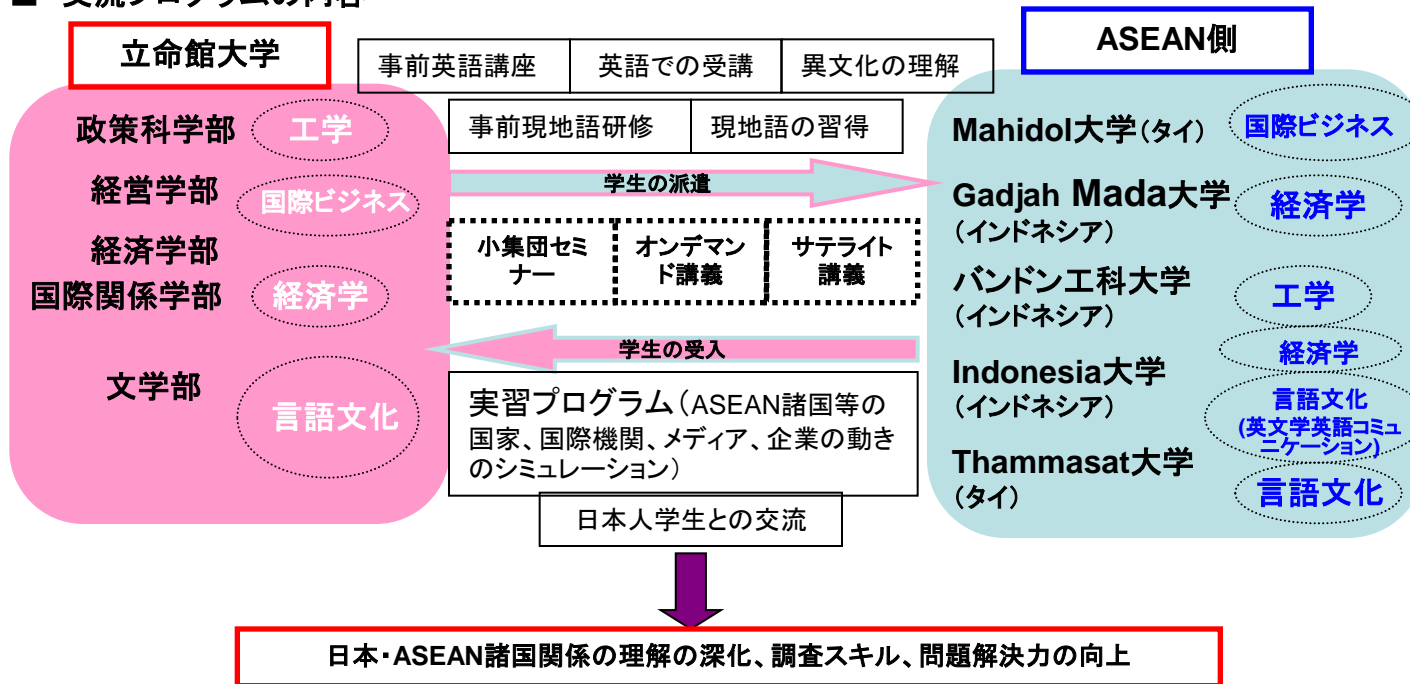 ■ 交流プログラムの内容
立命館大学
ASEAN側
事前英語講座
英語での受講
異文化の理解
事前現地語研修
現地語の習得
学生の派遣
小集団セミ
ナー
オンデマン
ド講義
サテライト
講義
学生の受入
実習プログラム(ASEAN諸国等の
国家、国際機関、メディア、企業の動き
のシミュレーション)
日本人学生との交流
政策科学部
工学
経営学部
国際ビジネス
経済学部
国際関係学部
経済学
文学部
言語文化
Mahidol大学(タイ)
国際ビジネス
Gadjah Mada大学
(インドネシア)
経済学
バンドン工科大学
(インドネシア)
工学
経済学
Indonesia大学
(インドネシア)
言語文化
(英文学英語コミュ
ニケーション)
Thammasat大学
(タイ)
言語文化
日本・ASEAN諸国関係の理解の深化、調査スキル、問題解決力の向上